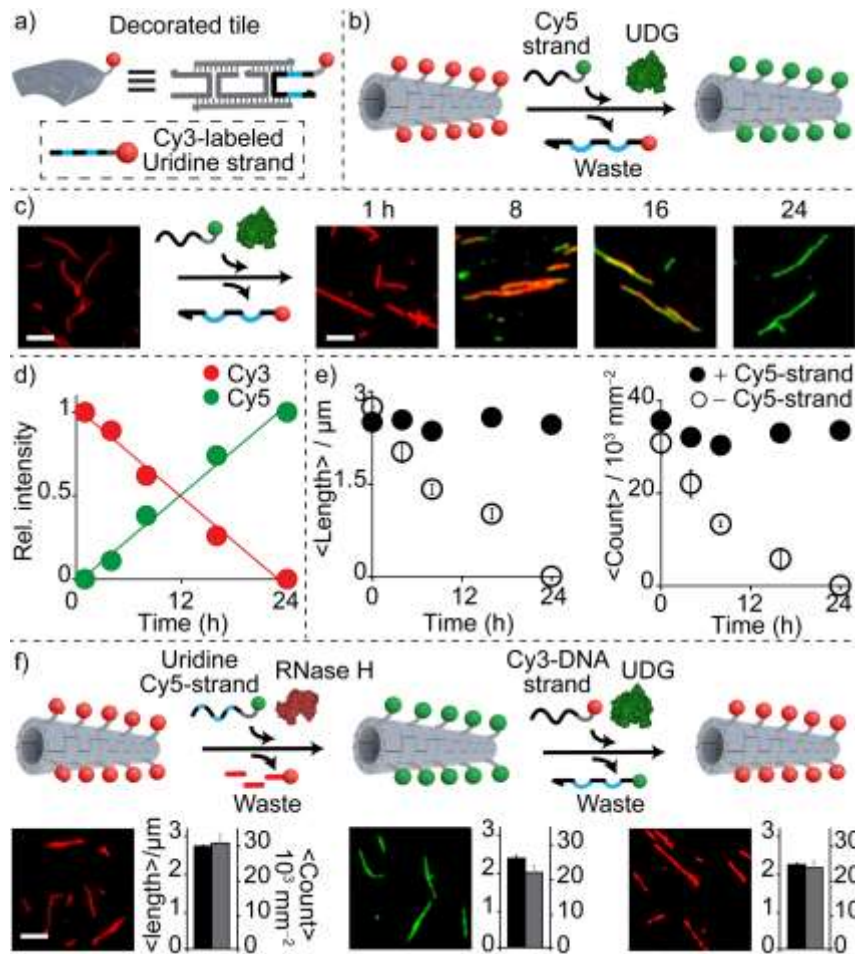 a)
Decorated tile
Cy3-labeled
Uridine strand
b)
Cy5
strand
UDG
Waste
c)
1 h
8
16
24
d)
Cy3
Cy5
Rel. intensity
1
0.5
0
0
12
24
Time (h)
e)
<Length> / μm
3
1.5
0
0
12
24
Time (h)
+ Cy5-strand
− Cy5-strand
<Count> / 10³ mm⁻²
40
20
0
0
12
24
Time (h)
f)
Uridine
Cy5-strand
RNase H
Waste
Cy3-DNA
strand
UDG
Waste
<length>/μm
3
2
1
0
30
20
10
0
<Count>
10³ mm⁻²
3
2
1
0
30
20
10
0
3
2
1
0
30
20
10
0